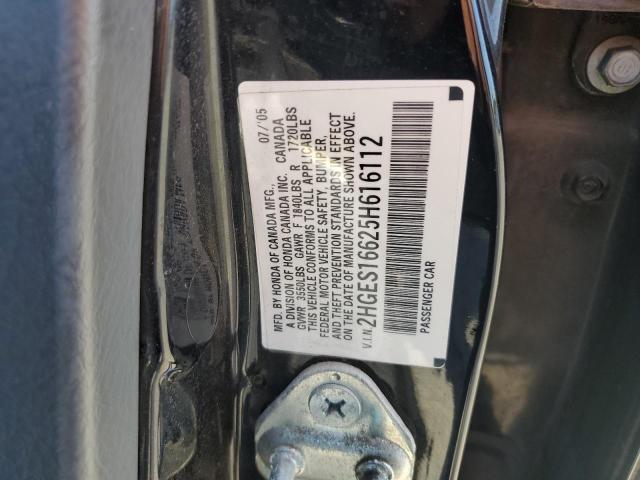 MFD. BY HONDA OF CANADA MFG., 07/'05
A DIVISION OF HONDA CANADA INC. CANADA
GVWR 3550LBS GAWR F 1840LBS R 1720LBS
THIS VEHICLE CONFORMS TO ALL APPLICABLE
FEDERAL MOTOR VEHICLE SAFETY, BUMPER,
AND THEFT PREVENTION STANDARDS IN EFFECT
ON THE DATE OF MANUFACTURE SHOWN ABOVE.
V.I.N. 2HGES16625H616112
PASSENGER CAR